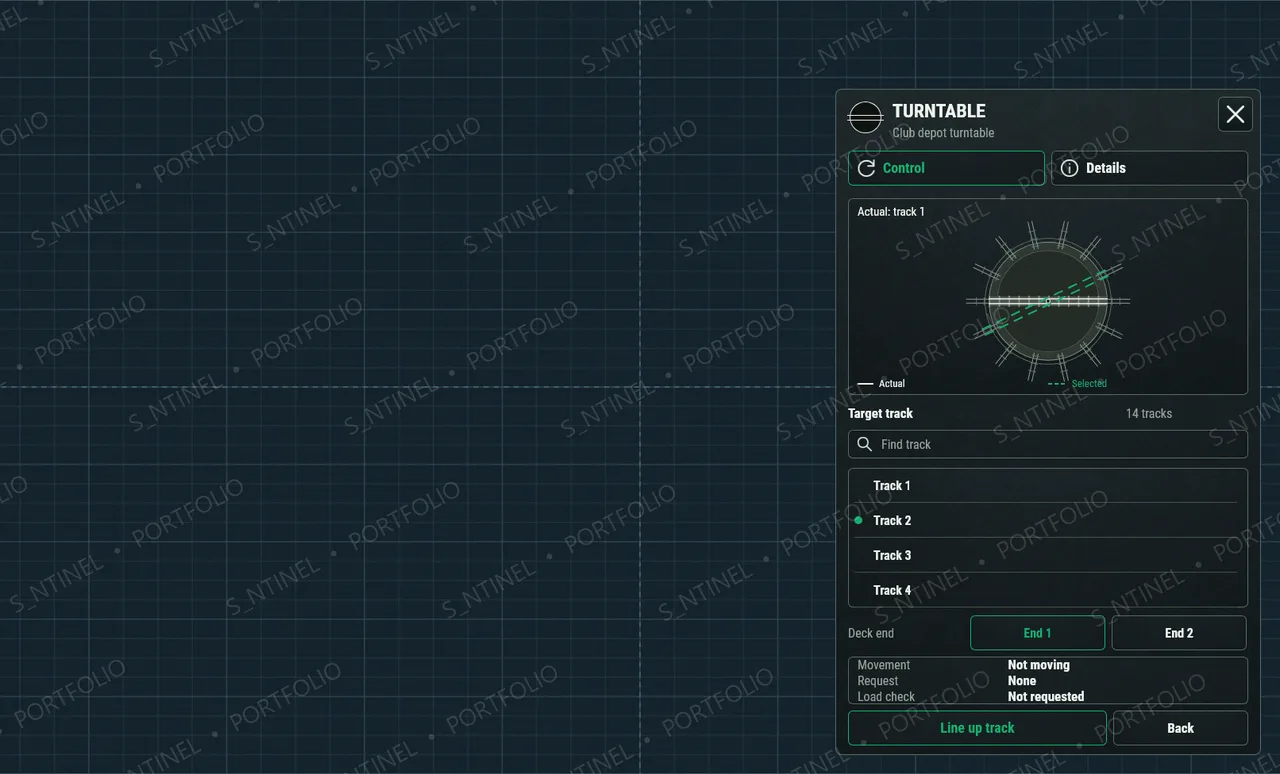 TURNTABLE
Club depot turntable
Control
Details
Actual: track 1
Actual
Selected
Target track
14 tracks
Find track
Track 1
Track 2
Track 3
Track 4
Deck end
End 1
End 2
Movement
Not moving
Request
None
Load check
Not requested
Line up track
Back
S_NTINEL • PORTFOLIO